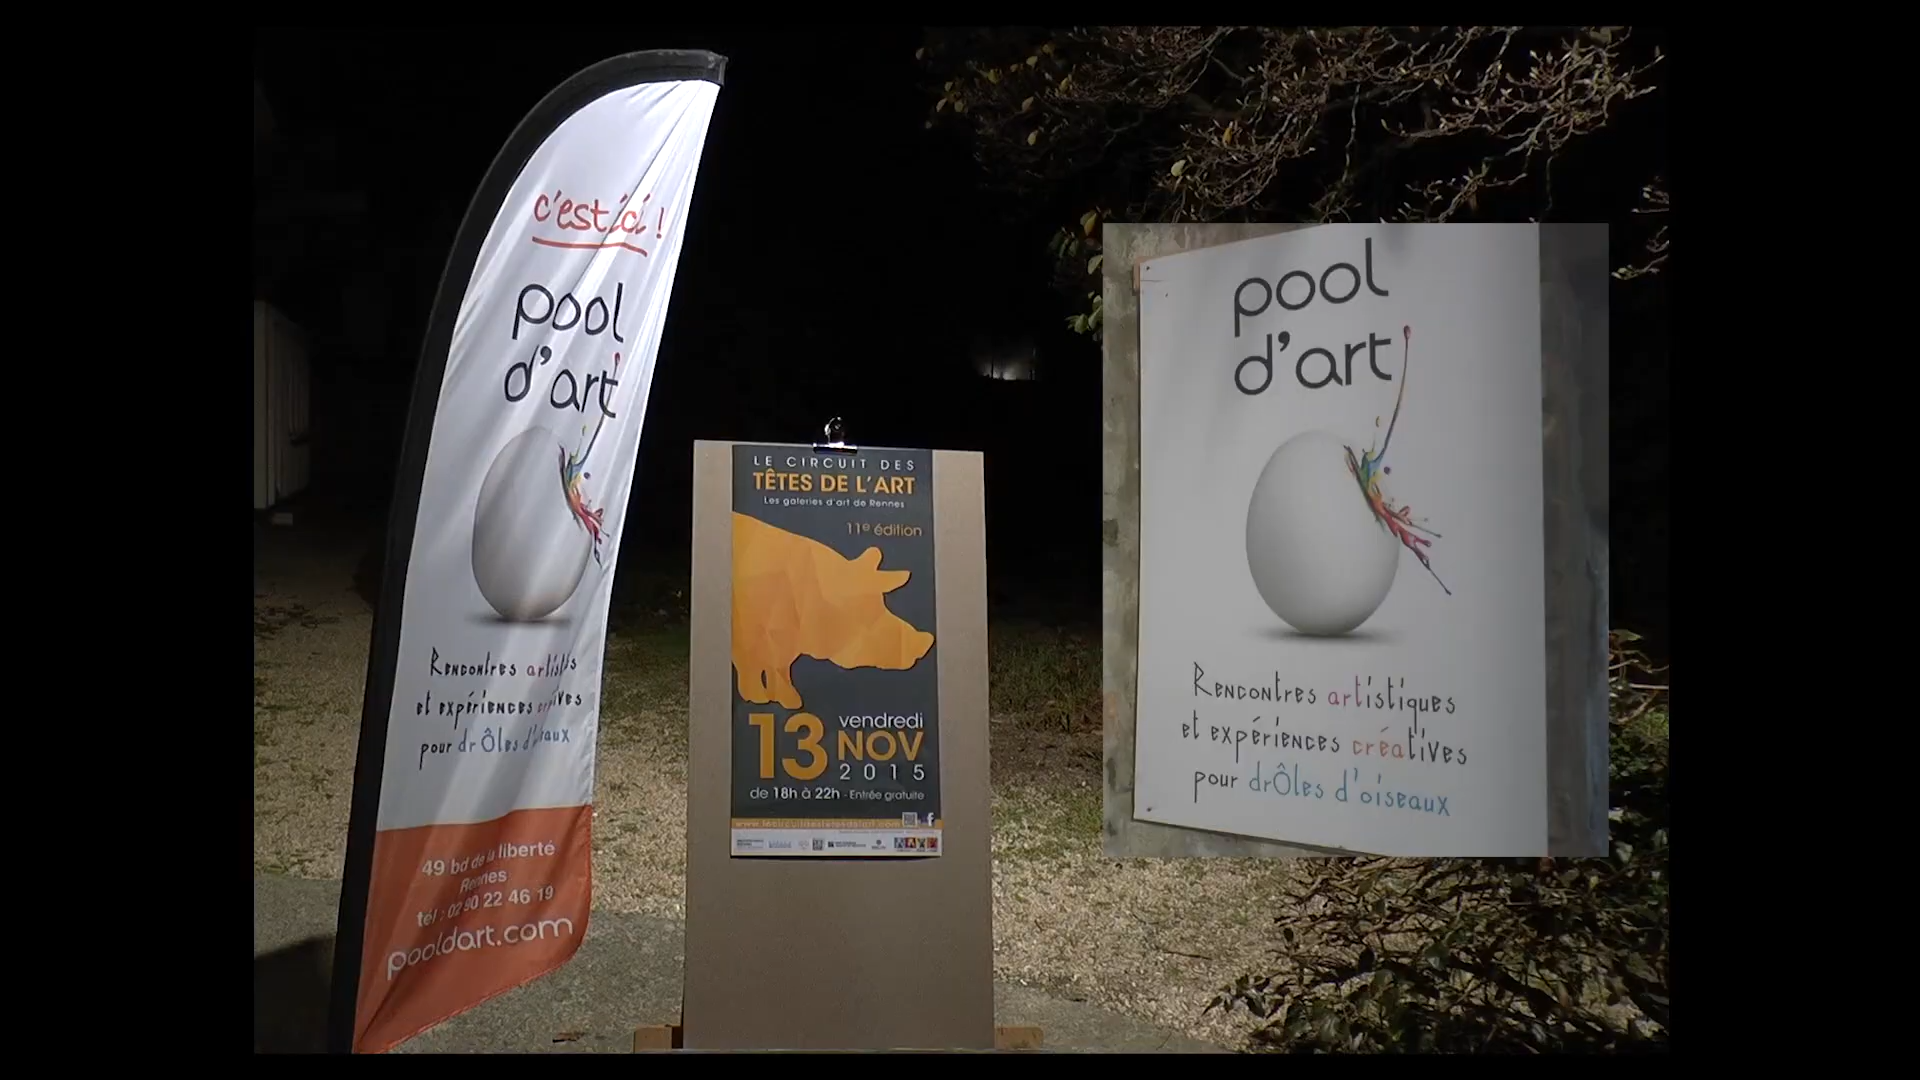 c'est ici !
pool
d'art
Rencontres artistiques
et expériences créatives
pour drÔles d'oiseaux
49 bd de la liberté
Rennes
tél : 02 90 22 46 19
pooldart.com
LE CIRCUIT DES
TÊTES DE L'ART
Les galeries d'art de Rennes
11e édition
13
vendredi
NOV
2015
de 18h à 22h - Entrée gratuite
www.lecircuitdestetesdelart.com
f
pool
d'art
Rencontres artistiques
et expériences créatives
pour drÔles d'oiseaux